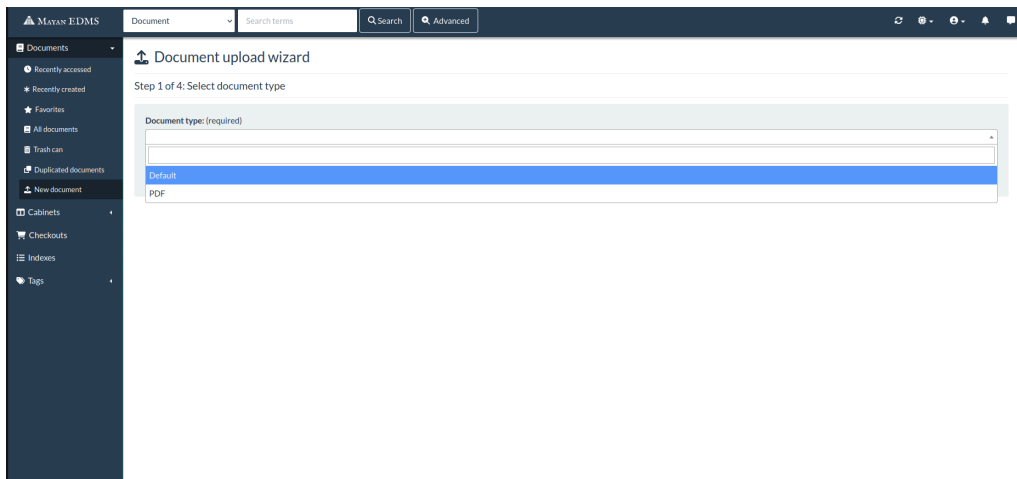 MAYAN EDMS
Document
Search terms
Search
Advanced
Documents
Recently accessed
Recently created
Favorites
All documents
Trash can
Duplicated documents
New document
Cabinets
Checkouts
Indexes
Tags
Document upload wizard
Step 1 of 4: Select document type
Document type: (required)
Default
PDF